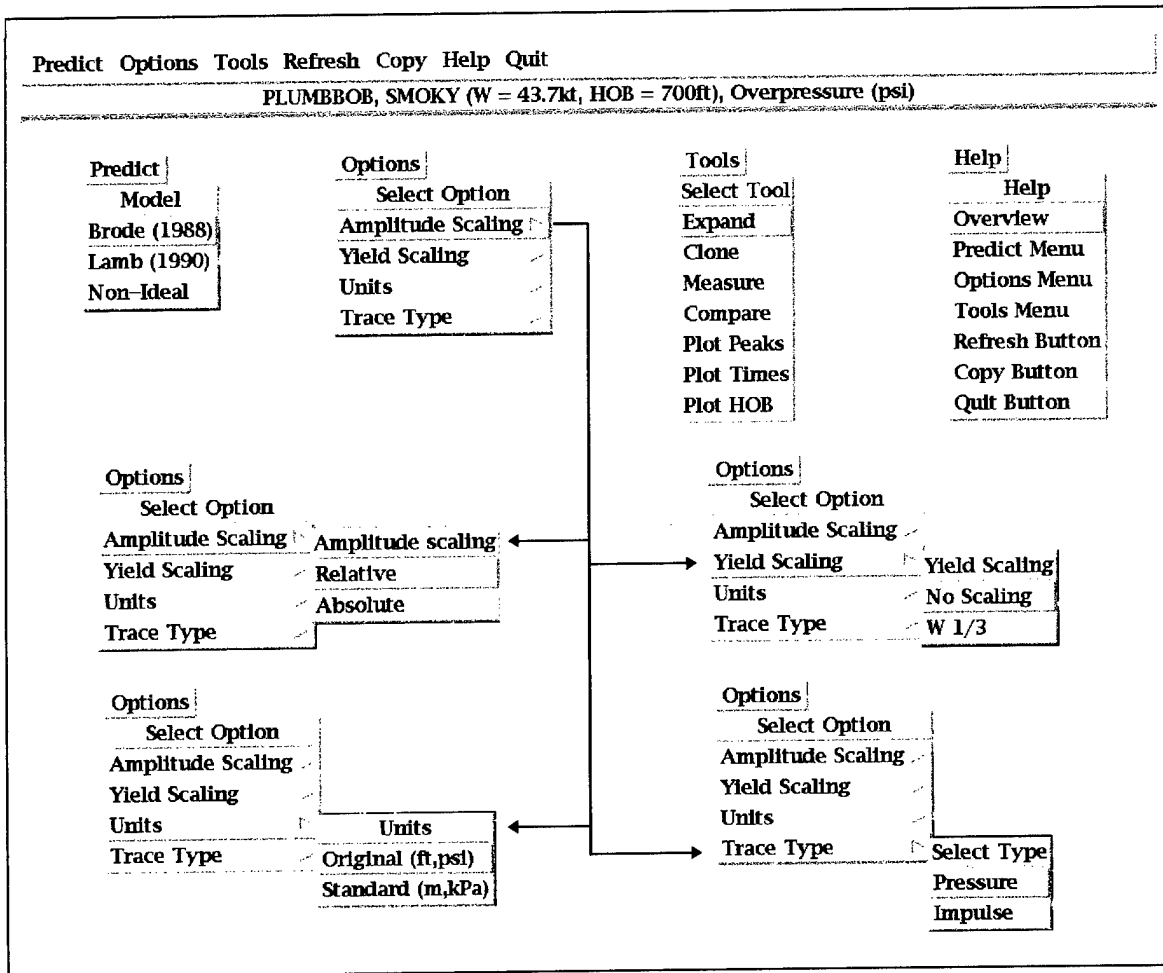 Predict Options Tools Refresh Copy Help Quit
PLUMBBOB, SMOKY (W = 43.7kt, HOB = 700ft), Overpressure (psi)
Predict
Model
Brode (1988)
Lamb (1990)
Non-Ideal
Options
Select Option
Amplitude Scaling
Yield Scaling
Units
Trace Type
Tools
Select Tool
Expand
Clone
Measure
Compare
Plot Peaks
Plot Times
Plot HOB
Help
Help
Overview
Predict Menu
Options Menu
Tools Menu
Refresh Button
Copy Button
Quit Button
Options
Select Option
Amplitude Scaling
Yield Scaling
Units
Trace Type
Amplitude scaling
Relative
Absolute
Options
Select Option
Amplitude Scaling
Yield Scaling
Units
Trace Type
Yield Scaling
No Scaling
W 1/3
Options
Select Option
Amplitude Scaling
Yield Scaling
Units
Trace Type
Units
Original (ft,psi)
Standard (m,kPa)
Options
Select Option
Amplitude Scaling
Yield Scaling
Units
Trace Type
Select Type
Pressure
Impulse